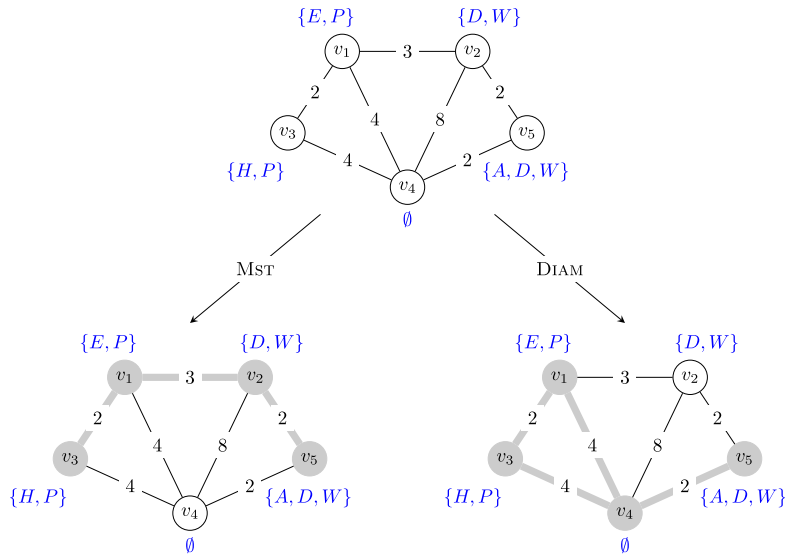 {E, P} {D, W}
v₁ 3 v₂
2 2
4 8
v₃ v₅
4 2
{H, P} {A, D, W}
v₄
∅
MST DIAM
{E, P} {D, W} {E, P} {D, W}
v₁ 3 v₂ v₁ 3 v₂
2 2 2 2
4 8 4 8
v₃ v₅ v₃ v₅
4 2 4 2
{H, P} {A, D, W} {H, P} {A, D, W}
v₄ v₄
∅ ∅